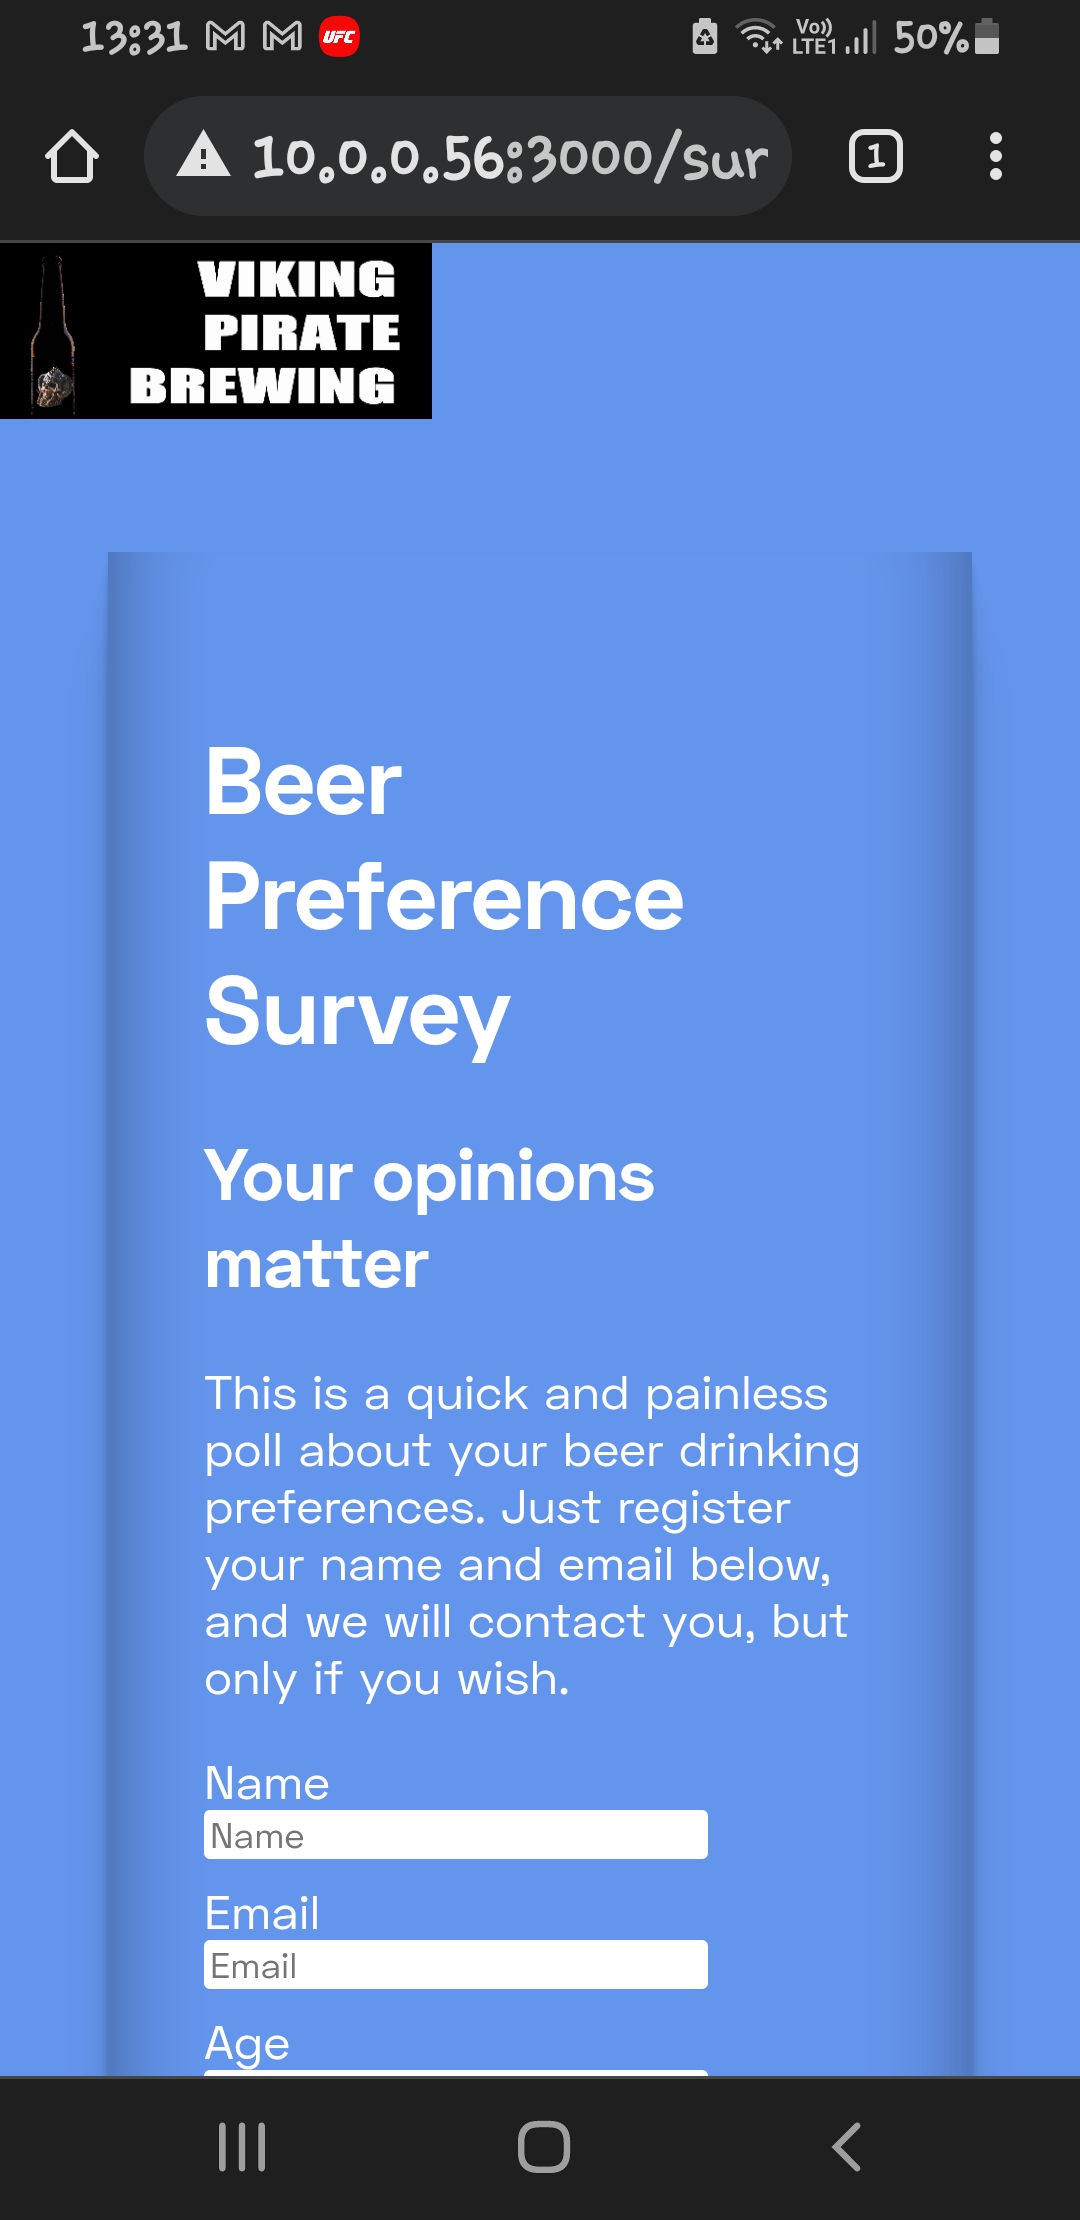 13:31 UFC Vo)) LTE1 50%
10.0.0.56:3000/sur 1
VIKING
PIRATE
BREWING
Beer
Preference
Survey
Your opinions
matter
This is a quick and painless
poll about your beer drinking
preferences. Just register
your name and email below,
and we will contact you, but
only if you wish.
Name
Name
Email
Email
Age